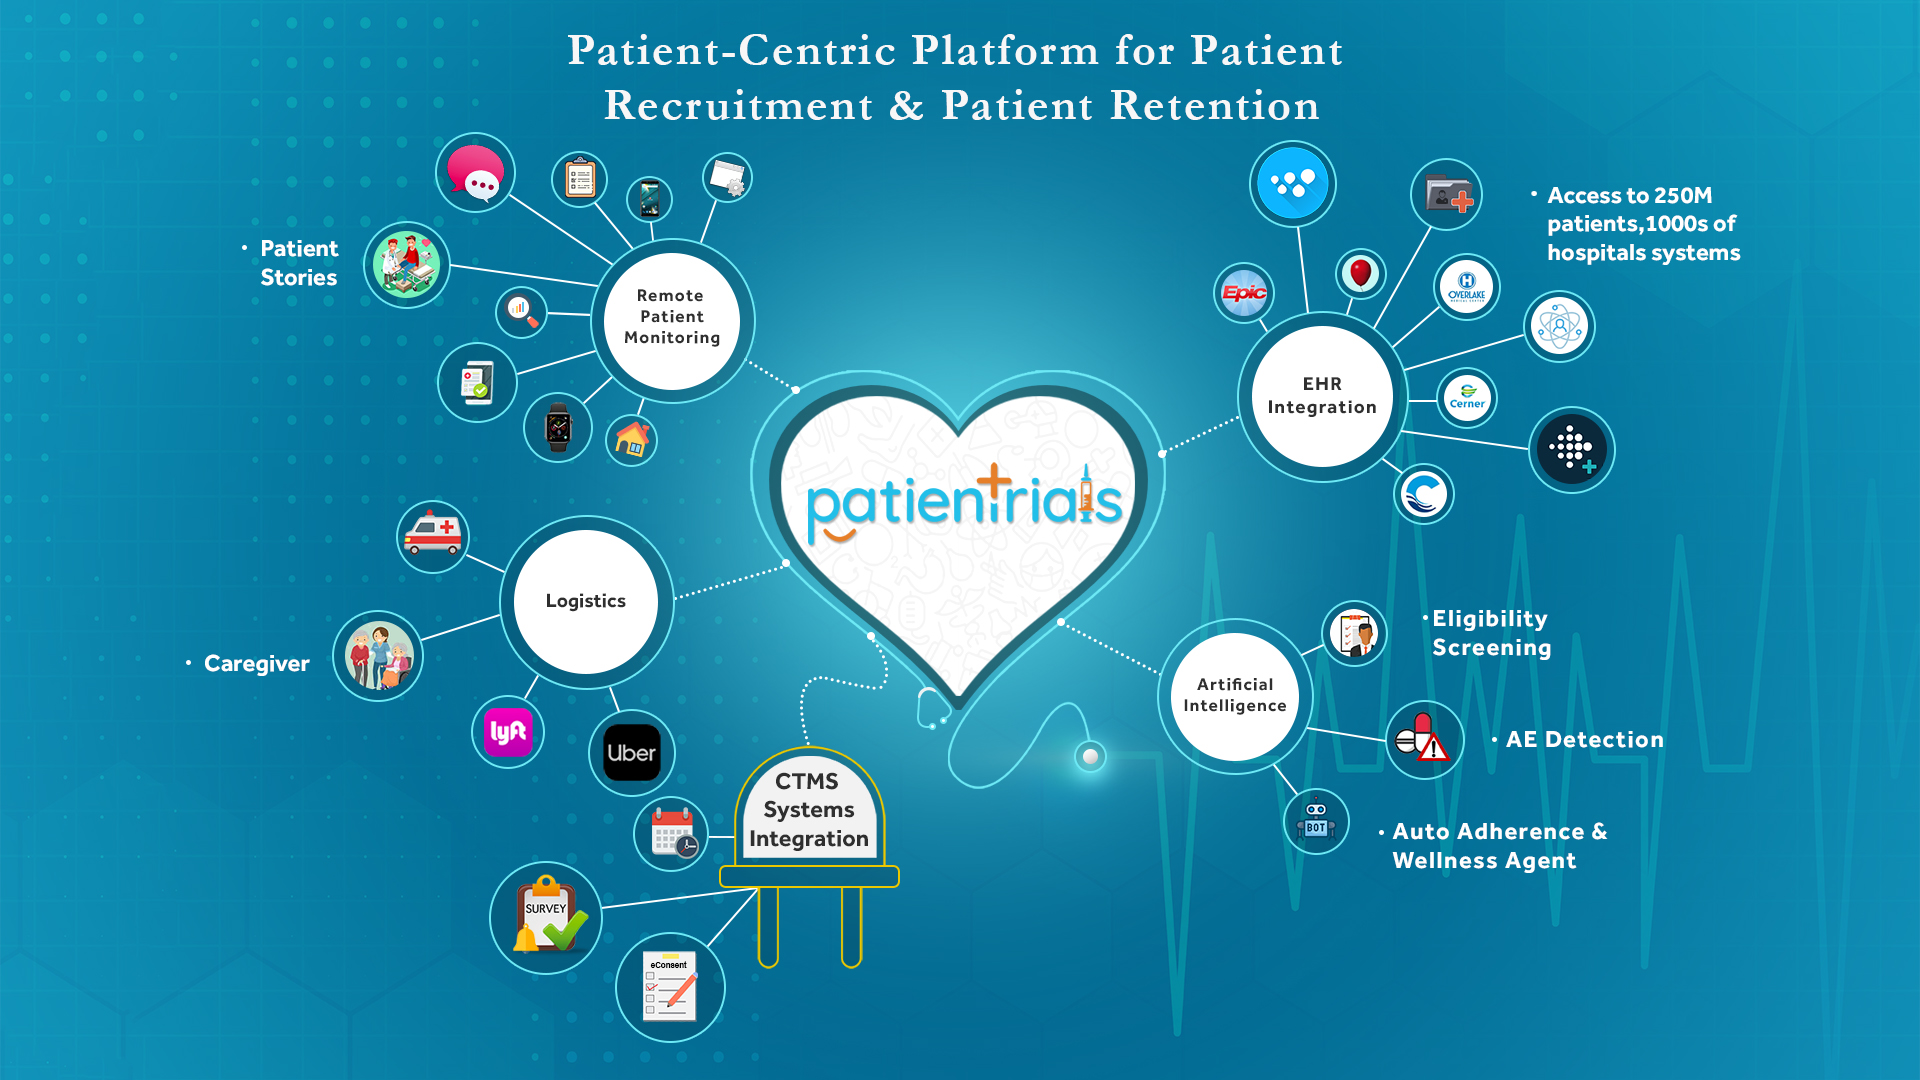 Patient-Centric Platform for Patient
Recruitment & Patient Retention
• Patient
Stories
Remote
Patient
Monitoring
Epic
H
OVERLAKE
MEDICAL CENTER
Cerner
EHR
Integration
• Access to 250M
patients,1000s of
hospitals systems
patientrials
Logistics
• Caregiver
lyft
Uber
CTMS
Systems
Integration
SURVEY
eConsent
Artificial
Intelligence
• Eligibility
Screening
• AE Detection
BOT
• Auto Adherence &
Wellness Agent